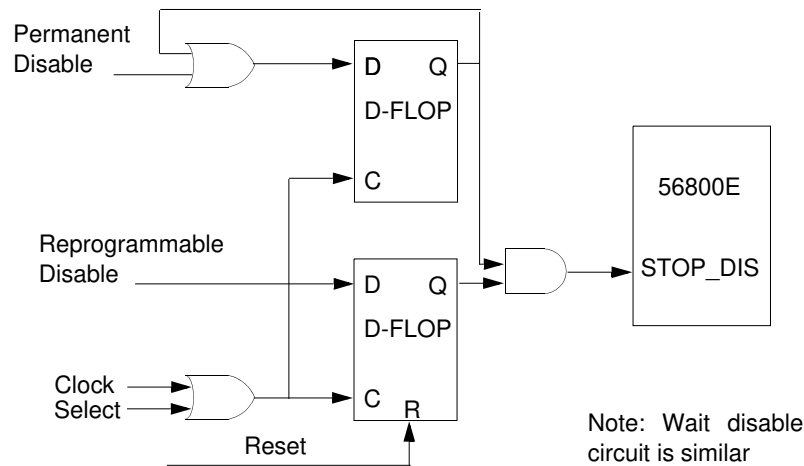 Permanent
Disable
D Q
D-FLOP
C
56800E
STOP_DIS
Reprogrammable
Disable
D Q
D-FLOP
C
R
Clock
Select
Reset
Note: Wait disable
circuit is similar